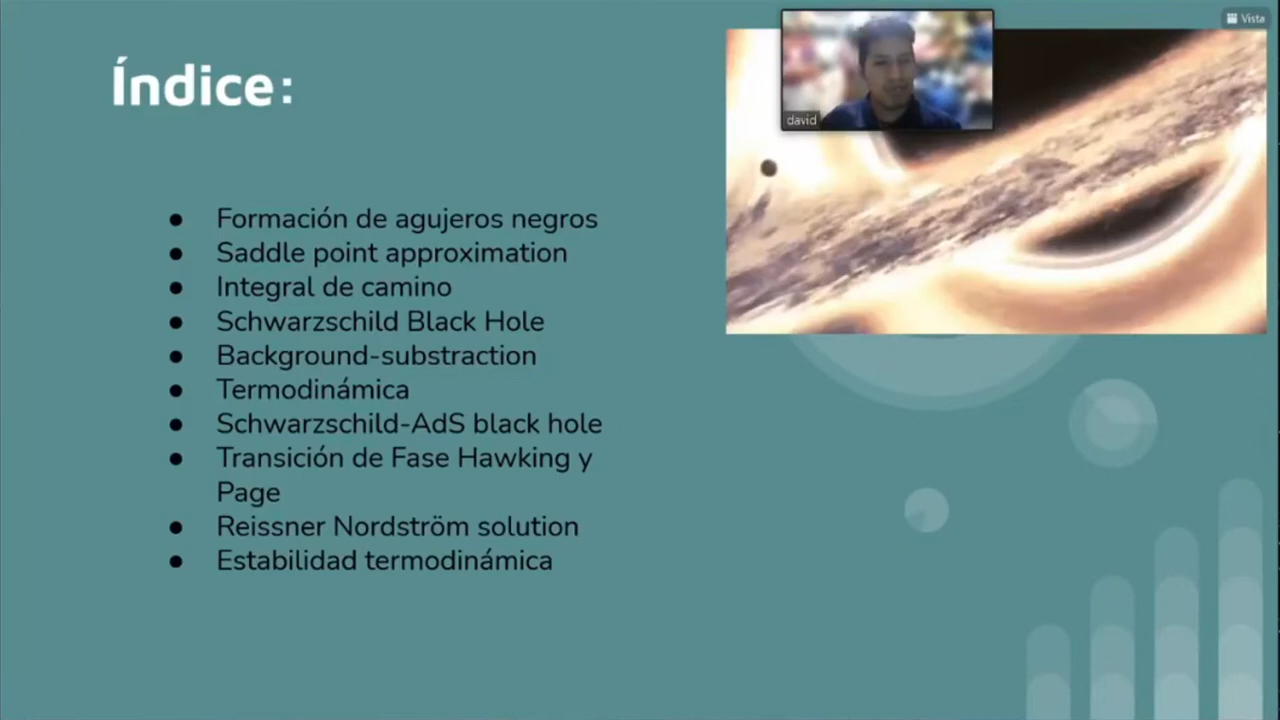 Vista
Índice:
david
● Formación de agujeros negros
● Saddle point approximation
● Integral de camino
● Schwarzschild Black Hole
● Background-substraction
● Termodinámica
● Schwarzschild-AdS black hole
● Transición de Fase Hawking y
Page
● Reissner Nordström solution
● Estabilidad termodinámica